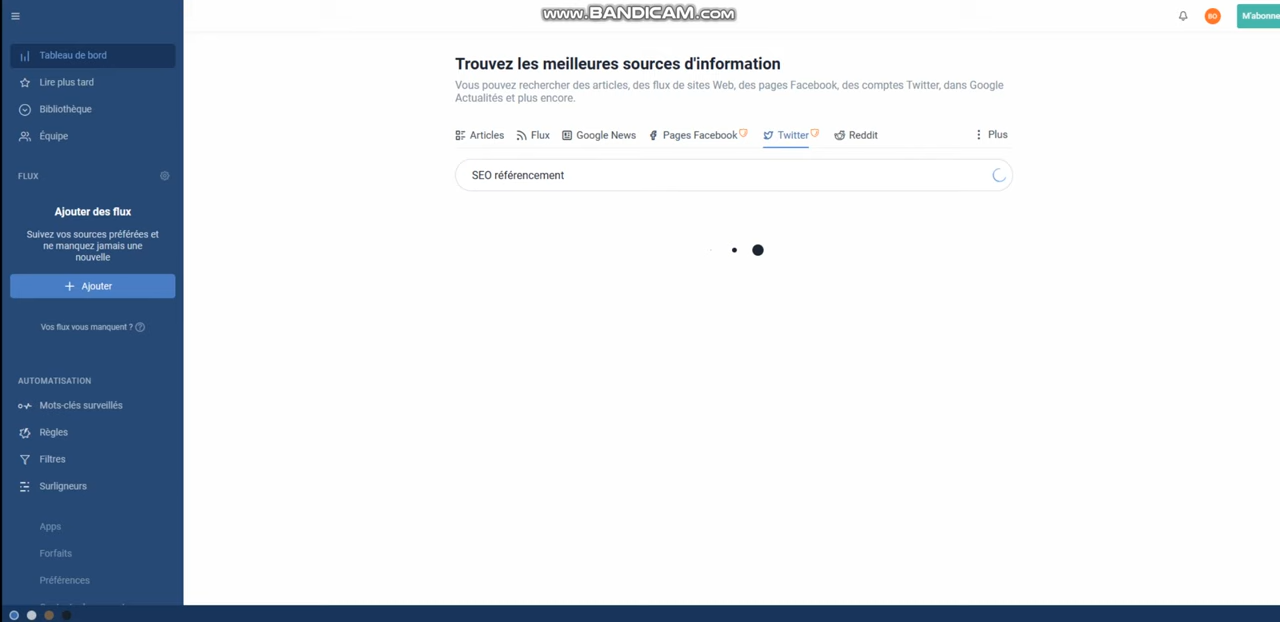 www.BANDICAM.com
BO
M'abonne
Tableau de bord
Lire plus tard
Bibliothèque
Équipe
FLUX
Ajouter des flux
Suivez vos sources préférées et
ne manquez jamais une
nouvelle
+ Ajouter
Vos flux vous manquent ? ?
AUTOMATISATION
Mots-clés surveillés
Règles
Filtres
Surligneurs
Apps
Forfaits
Préférences
Trouvez les meilleures sources d'information
Vous pouvez rechercher des articles, des flux de sites Web, des pages Facebook, des comptes Twitter, dans Google
Actualités et plus encore.
Articles Flux Google News Pages Facebook Twitter Reddit Plus
SEO référencement